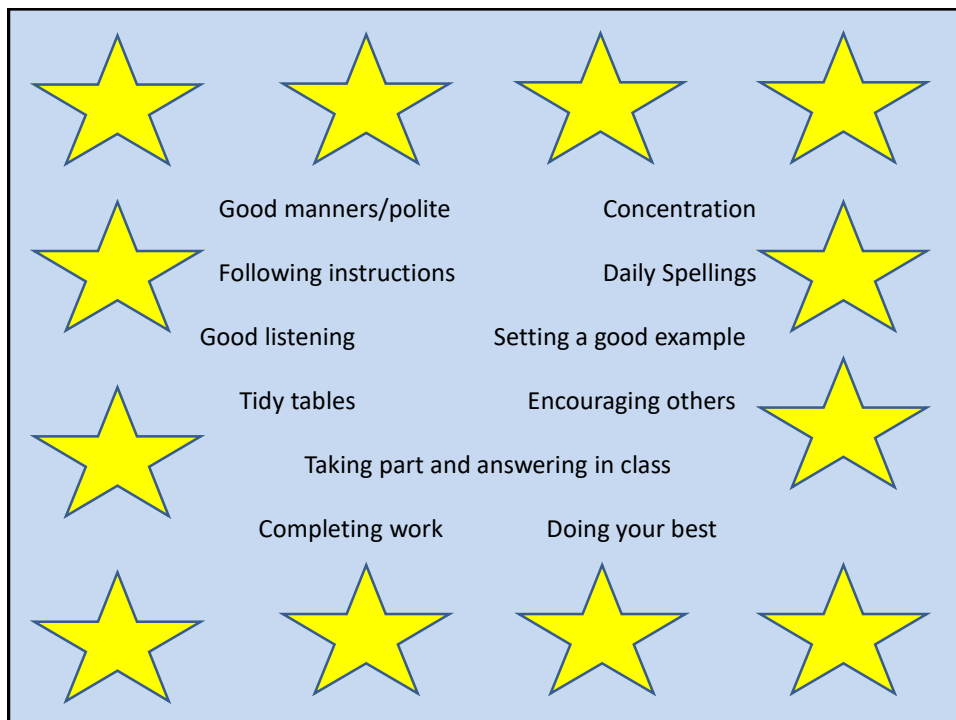 Good manners/polite Concentration
Following instructions Daily Spellings
Good listening Setting a good example
Tidy tables Encouraging others
Taking part and answering in class
Completing work Doing your best